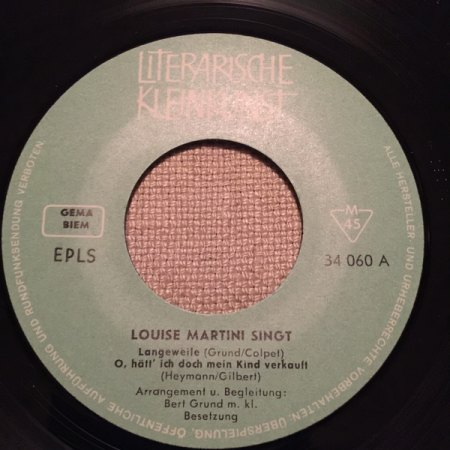 LITERARISCHE
KLEINKUNST
GEMA
BIEM
EPLS
M
45
34 060 A
LOUISE MARTINI SINGT
Langeweile (Grund/Colpet)
O, hätt' ich doch mein Kind verkauft
(Heymann/Gilbert)
Arrangement u. Begleitung:
Bert Grund m. kl.
Besetzung
ALLE HERSTELLER- UND URHEBERRECHTE VORBEHALTEN. ÜBERSPIELUNG, ÖFFENTLICHE AUFFÜHRUNG UND RUNDFUNKSENDUNG VERBOTEN.